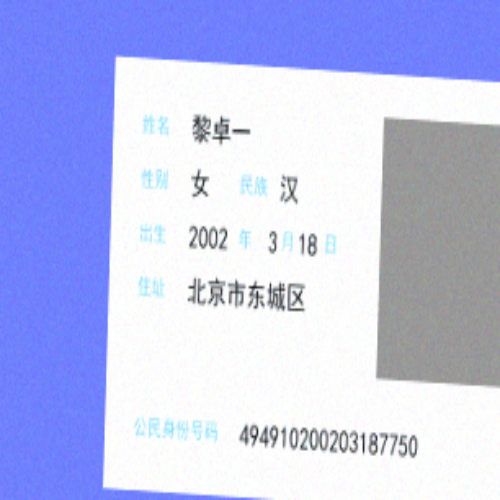 姓名 黎卓一
性别 女 民族 汉
出生 2002 年 3 月 18 日
住址 北京市东城区
公民身份号码 494910200203187750